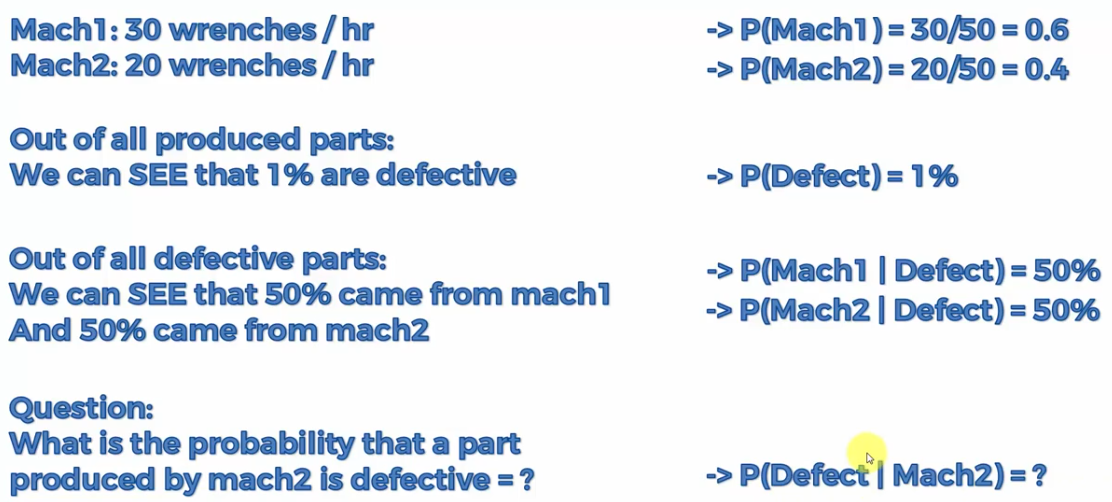 Mach1: 30 wrenches / hr
-> P(Mach1) = 30/50 = 0.6
Mach2: 20 wrenches / hr
-> P(Mach2) = 20/50 = 0.4
Out of all produced parts:
We can SEE that 1% are defective
-> P(Defect) = 1%
Out of all defective parts:
We can SEE that 50% came from mach1
-> P(Mach1 | Defect) = 50%
And 50% came from mach2
-> P(Mach2 | Defect) = 50%
Question:
What is the probability that a part
produced by mach2 is defective = ?
-> P(Defect | Mach2) = ?